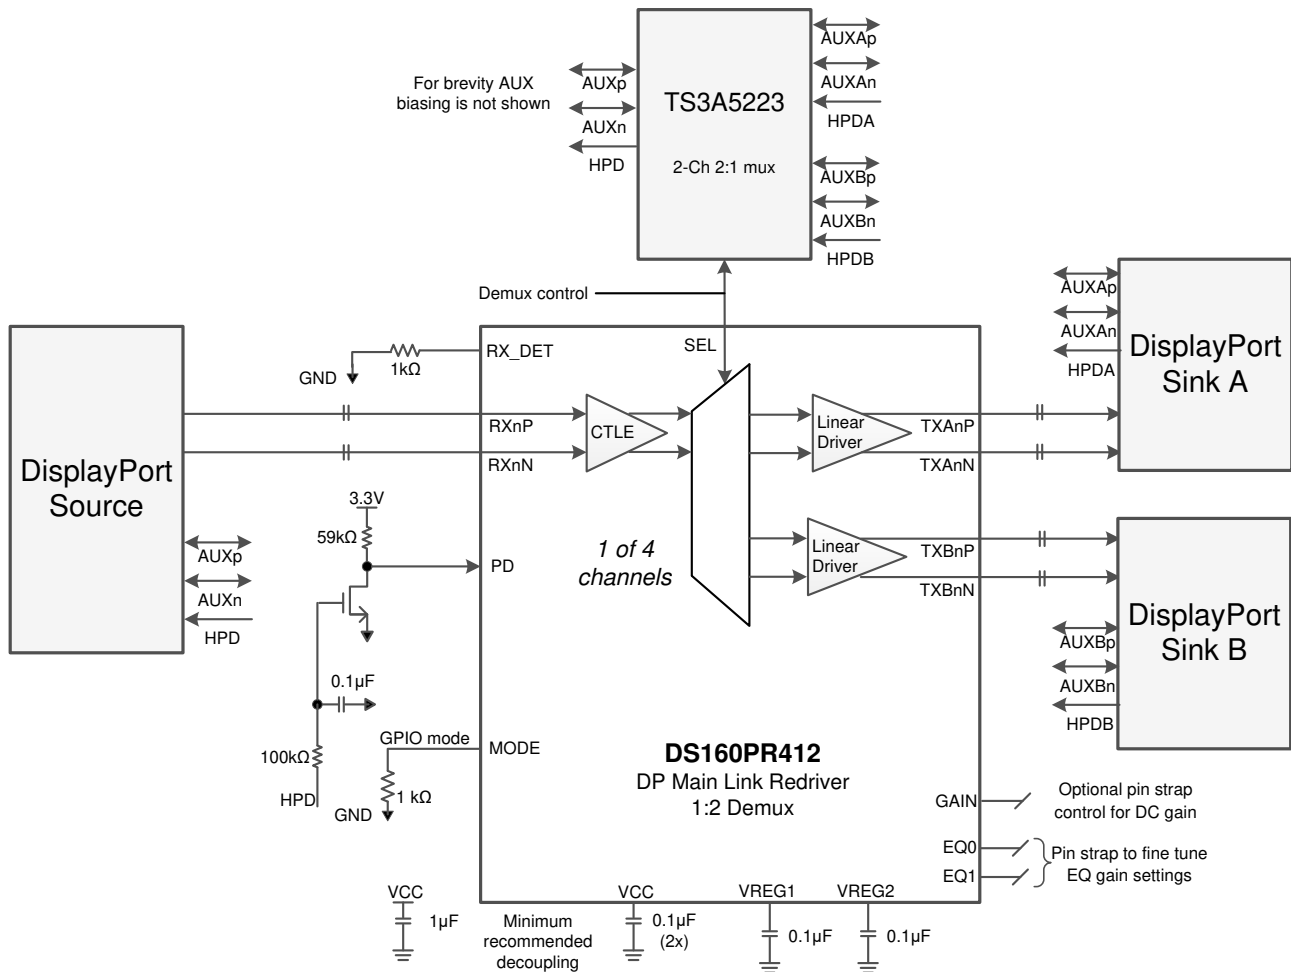 AUXAp
AUXAn
HPDA
AUXBp
AUXBn
HPDB
TS3A5223
2-Ch 2:1 mux
For brevity AUX
biasing is not shown
AUXp
AUXn
HPD
Demux control
SEL
RX_DET
1kΩ
GND
RXnP
RXnN
CTLE
Linear
Driver
TXAnP
TXAnN
AUXAp
AUXAn
HPDA
DisplayPort
Sink A
DisplayPort
Source
AUXp
AUXn
HPD
3.3V
59kΩ
PD
0.1µF
100kΩ
HPD
1 of 4
channels
Linear
Driver
TXBnP
TXBnN
DisplayPort
Sink B
AUXBp
AUXBn
HPDB
GPIO mode
MODE
1 kΩ
GND
DS160PR412
DP Main Link Redriver
1:2 Demux
GAIN
Optional pin strap
control for DC gain
EQ0
EQ1
Pin strap to fine tune
EQ gain settings
VCC
1µF
Minimum
recommended
decoupling
VCC
0.1µF
(2x)
VREG1
0.1µF
VREG2
0.1µF